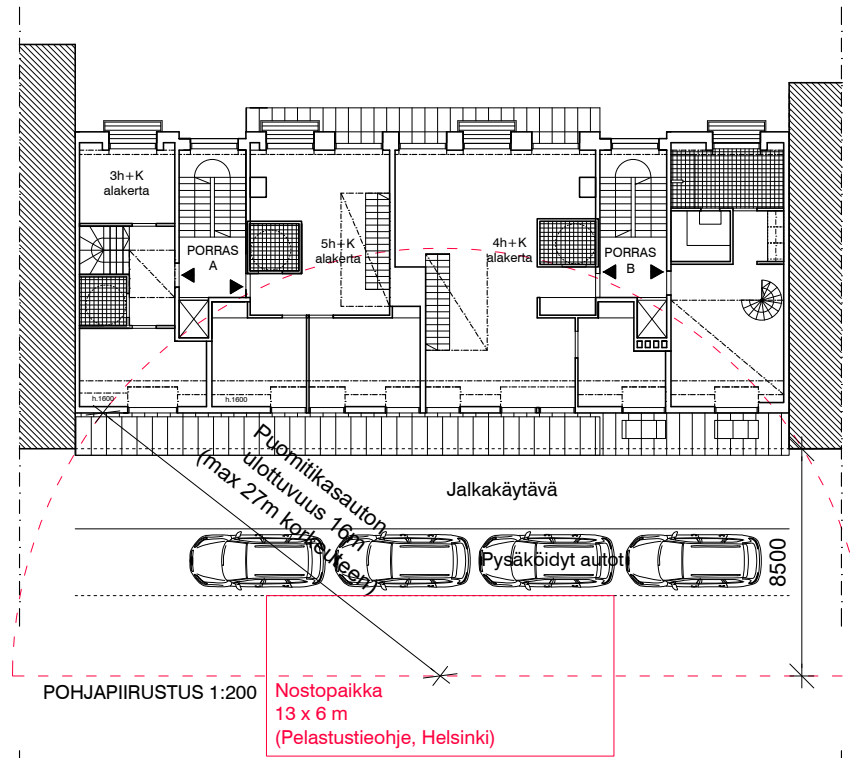 3h+K
alakerta
PORRAS
A
5h+K
alakerta
4h+K
alakerta
PORRAS
B
h.1600
h.1600
Puomitikasauton
ulottuvuus 16m
(max 27m korkeuteen)
Jalkakäytävä
Pysäköidyt autot
8500
POHJAPIIRUSTUS 1:200
Nostopaikka
13 x 6 m
(Pelastustieohje, Helsinki)